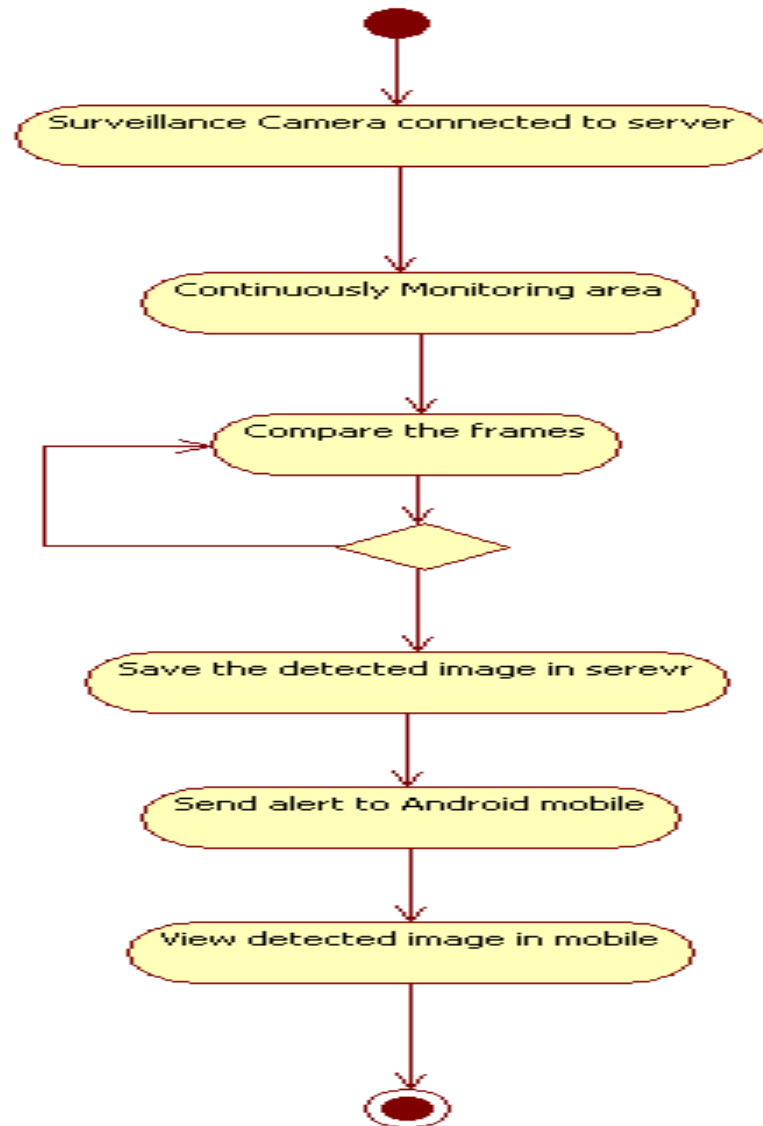 Surveillance Camera connected to server
Continuously Monitoring area
Compare the frames
Save the detected image in serevr
Send alert to Android mobile
View detected image in mobile